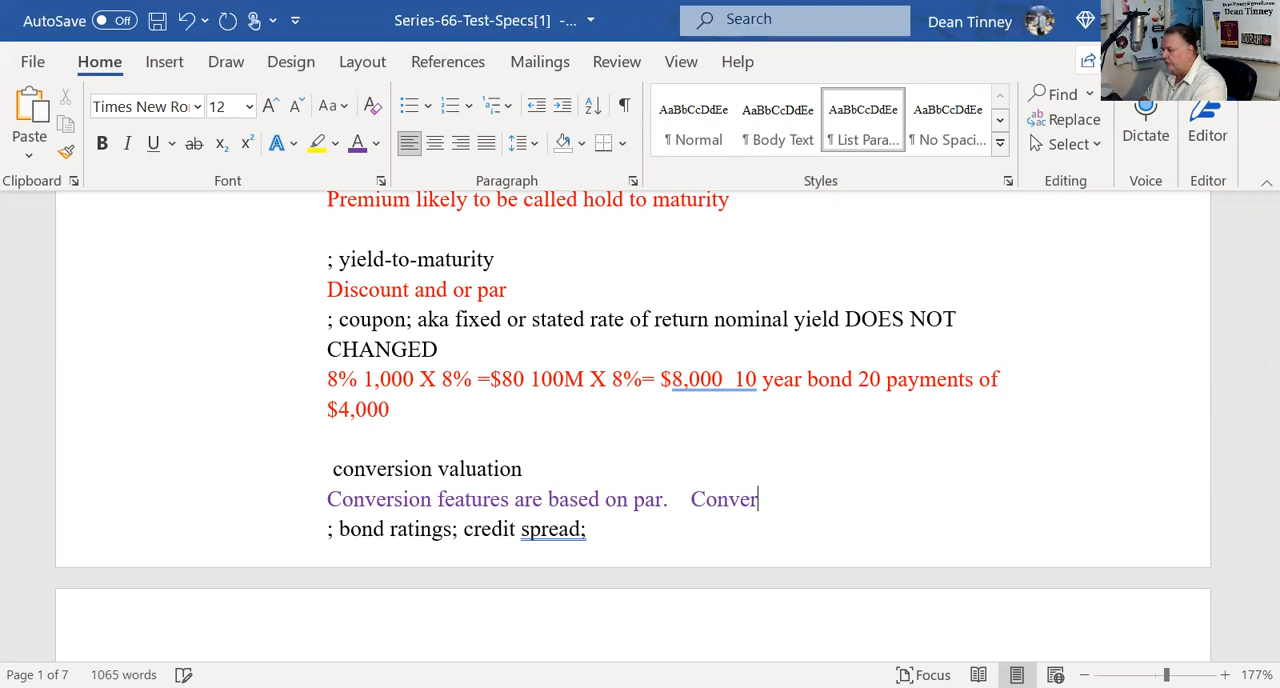 AutoSave Off Series-66-Test-Specs[1] -... Search Dean Tinney
DeanTinney@gmail.com
Dean Tinney
File Home Insert Draw Design Layout References Mailings Review View Help
Paste Times New Ro 12 Aa AaBbCcDdEe AaBbCcDdEe AaBbCcDdEe AaBbCcDdEe Find
Replace
Select
¶ Normal ¶ Body Text ¶ List Para... ¶ No Spaci... Dictate Editor
Clipboard Font Paragraph Styles Editing Voice Editor
Premium likely to be called hold to maturity
; yield-to-maturity
Discount and or par
; coupon; aka fixed or stated rate of return nominal yield DOES NOT
CHANGED
8% 1,000 X 8% =$80 100M X 8%= $8,000 10 year bond 20 payments of
$4,000
conversion valuation
Conversion features are based on par. Conver
; bond ratings; credit spread;
Page 1 of 7 1065 words Focus 177%